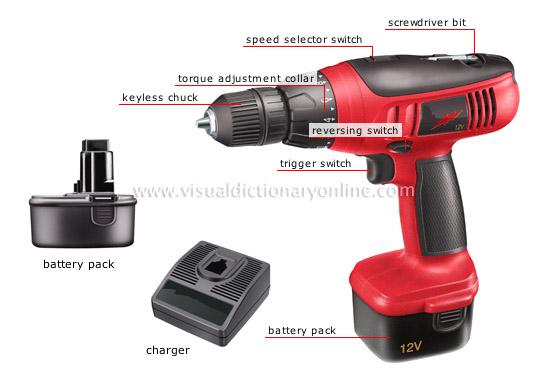 screwdriver bit
speed selector switch
torque adjustment collar
keyless chuck
reversing switch
12V
trigger switch
www.visualdictionaryonline.com
battery pack
battery pack
charger
12V